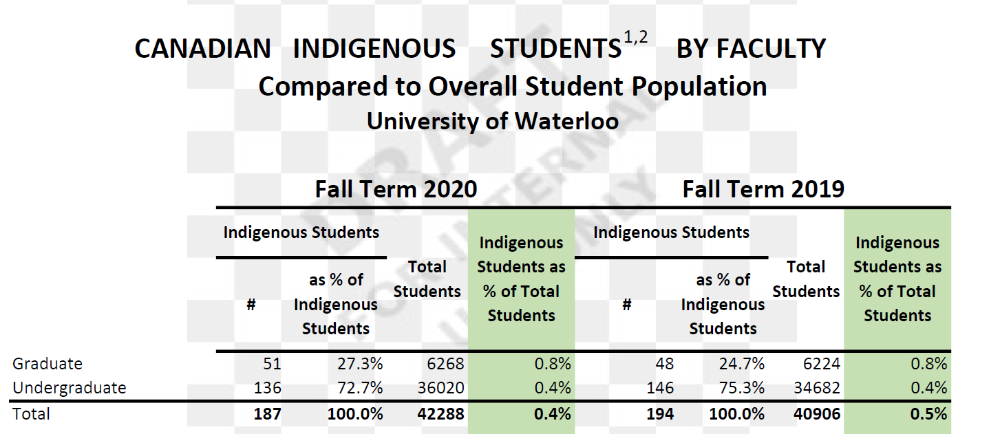 CANADIAN INDIGENOUS STUDENTS1,2 BY FACULTY
Compared to Overall Student Population
University of Waterloo
DRAFT
FOR INTERNAL
USE ONLY
Fall Term 2020 Fall Term 2019
Indigenous Students Indigenous Students
Indigenous Students as % of Total Students Indigenous Students as % of Total Students
Total Students Total Students
# as % of Indigenous Students # as % of Indigenous Students
Graduate 51 27.3% 6268 0.8% 48 24.7% 6224 0.8%
Undergraduate 136 72.7% 36020 0.4% 146 75.3% 34682 0.4%
Total 187 100.0% 42288 0.4% 194 100.0% 40906 0.5%